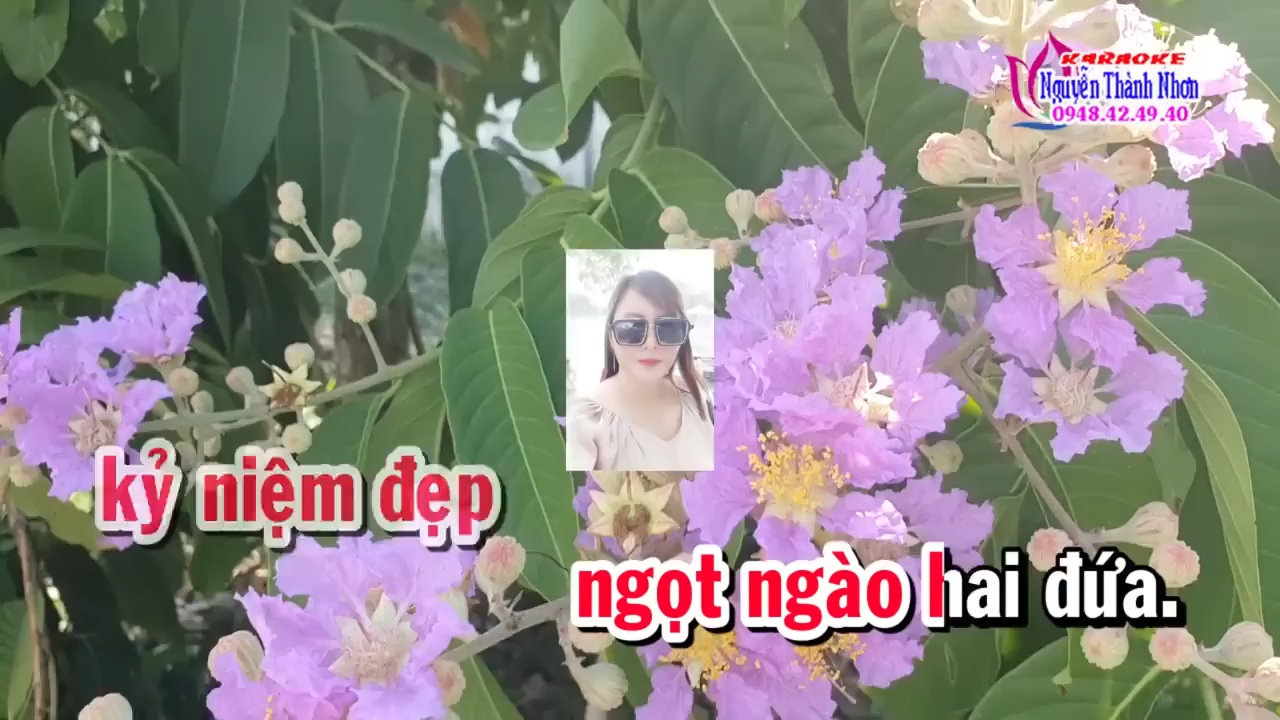 KARAOKE
Nguyễn Thành Nhơn
0948.42.49.40
kỷ niệm đẹp
ngọt ngào hai đứa.